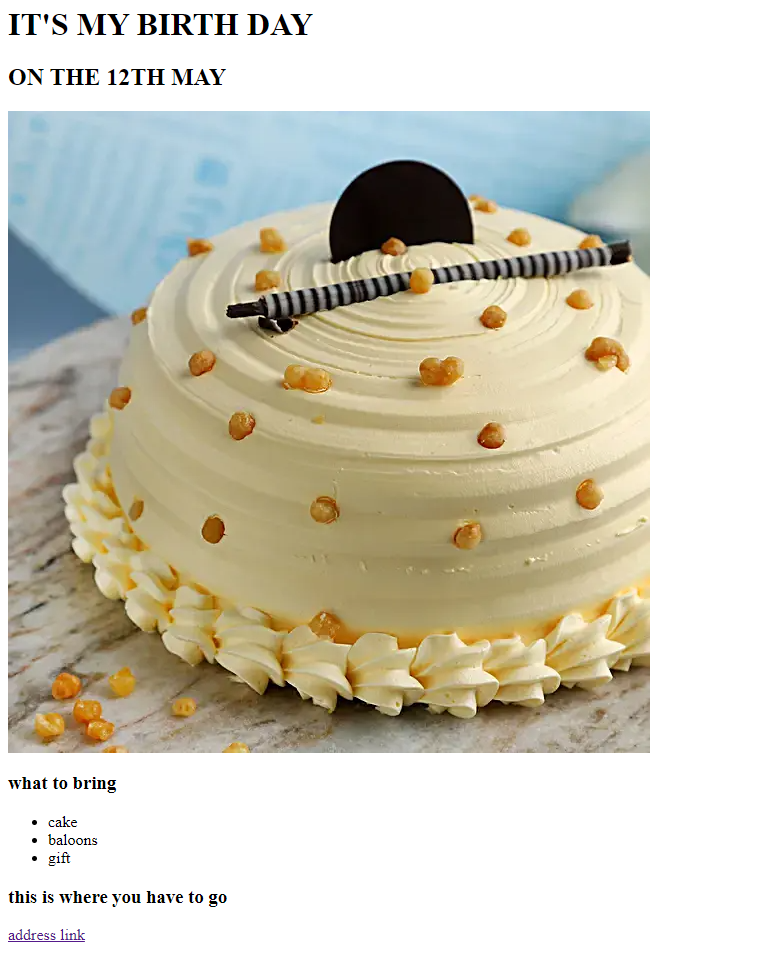 IT'S MY BIRTH DAY
ON THE 12TH MAY
what to bring
cake
baloons
gift
this is where you have to go
address link